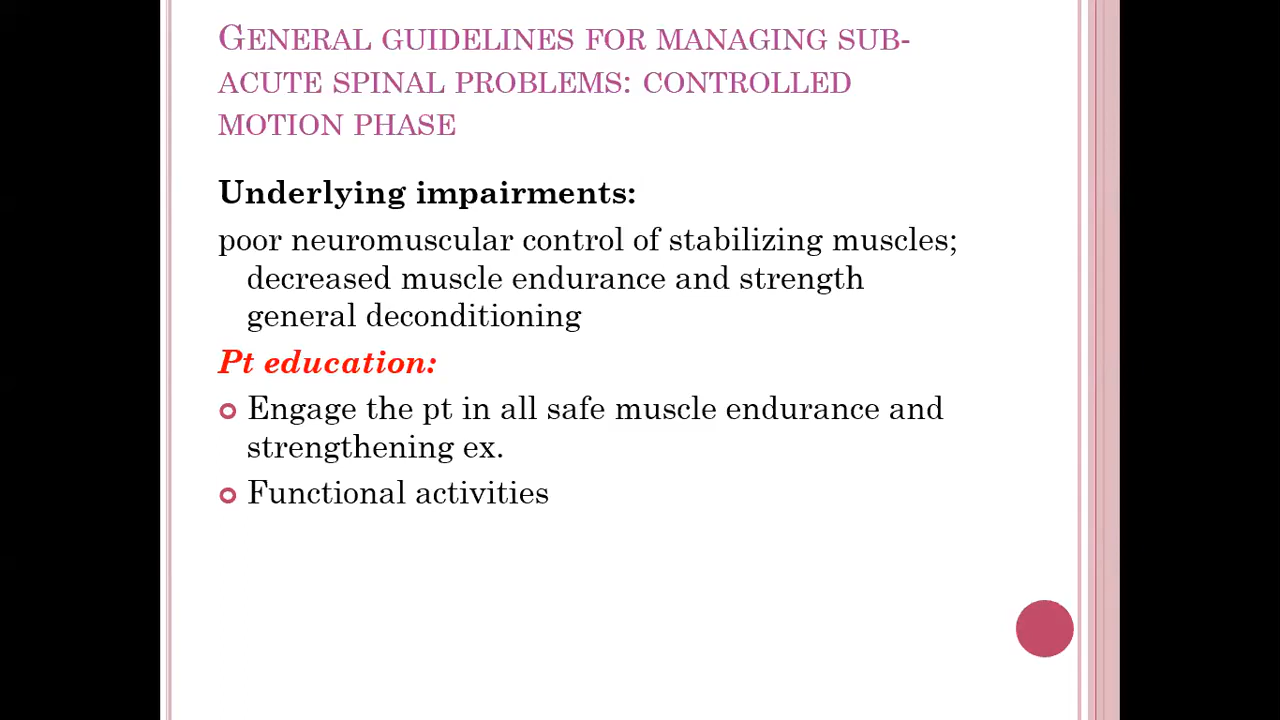 GENERAL GUIDELINES FOR MANAGING SUB-
ACUTE SPINAL PROBLEMS: CONTROLLED
MOTION PHASE
Underlying impairments:
poor neuromuscular control of stabilizing muscles;
decreased muscle endurance and strength
general deconditioning
Pt education:
Engage the pt in all safe muscle endurance and
strengthening ex.
Functional activities